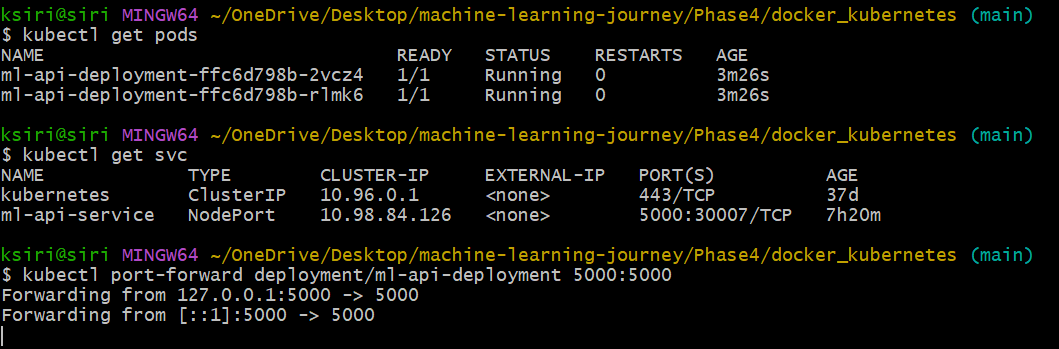 ksiri@siri MINGW64 ~/OneDrive/Desktop/machine-learning-journey/Phase4/docker_kubernetes (main)
$ kubectl get pods
NAME                                READY   STATUS    RESTARTS   AGE
ml-api-deployment-ffc6d798b-2vcz4   1/1     Running   0          3m26s
ml-api-deployment-ffc6d798b-rlmk6   1/1     Running   0          3m26s
ksiri@siri MINGW64 ~/OneDrive/Desktop/machine-learning-journey/Phase4/docker_kubernetes (main)
$ kubectl get svc
NAME             TYPE        CLUSTER-IP     EXTERNAL-IP   PORT(S)          AGE
kubernetes       ClusterIP   10.96.0.1      <none>        443/TCP          37d
ml-api-service   NodePort    10.98.84.126   <none>        5000:30007/TCP   7h20m
ksiri@siri MINGW64 ~/OneDrive/Desktop/machine-learning-journey/Phase4/docker_kubernetes (main)
$ kubectl port-forward deployment/ml-api-deployment 5000:5000
Forwarding from 127.0.0.1:5000 -> 5000
Forwarding from [::1]:5000 -> 5000